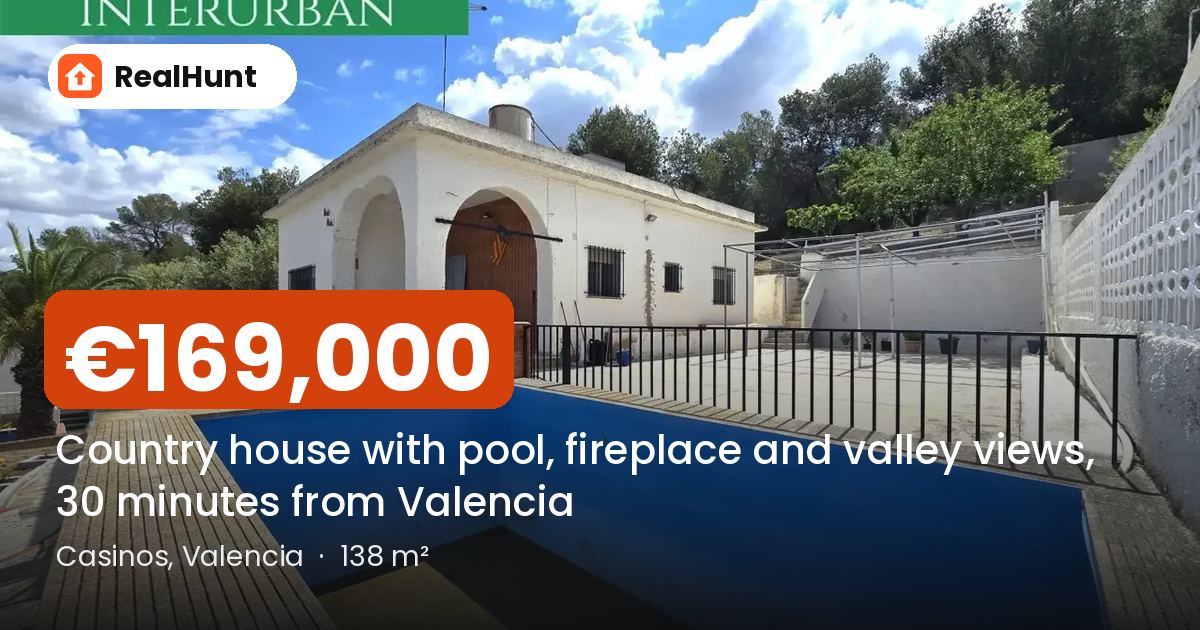 INTERURBAN
RealHunt
€169,000
Country house with pool, fireplace and valley views,
30 minutes from Valencia
Casinos, Valencia · 138 m²